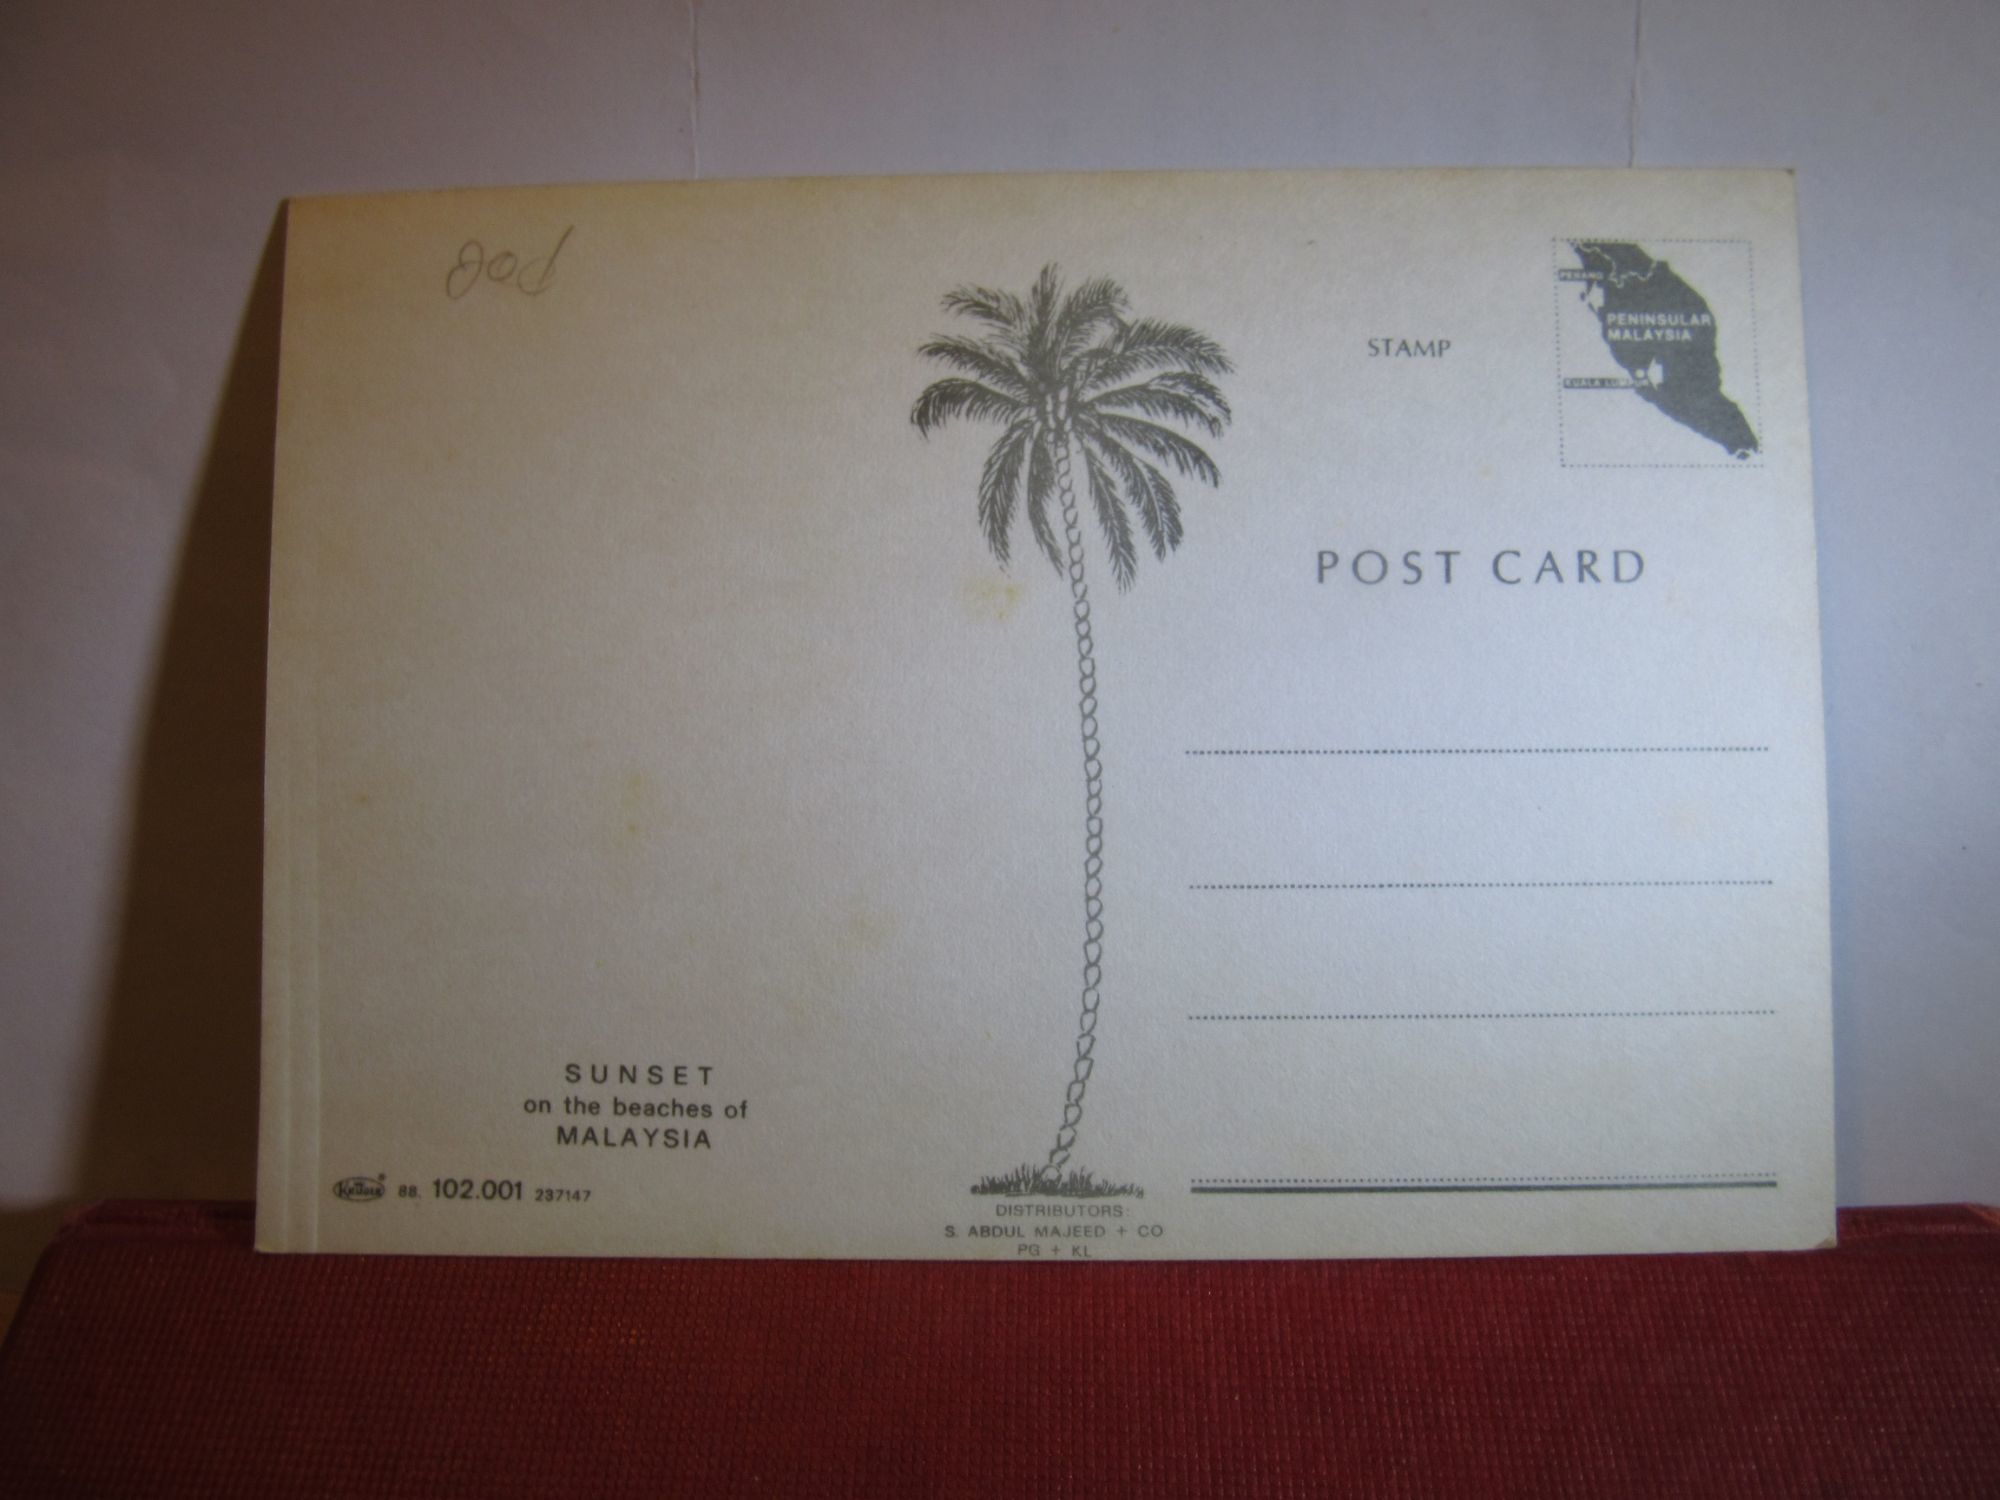 STAMP
PENANG
PENINSULAR
MALAYSIA
KUALA LUMPUR
POST CARD
SUNSET
on the beaches of
MALAYSIA
KRÜGER® 88. 102.001 237147
DISTRIBUTORS:
S. ABDUL MAJEED + CO
PG + KL